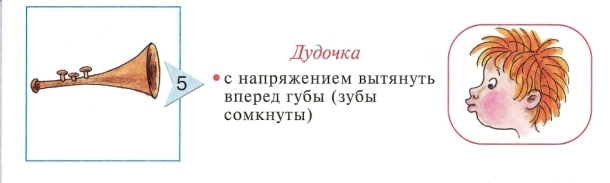 Дудочка
5
• с напряжением вытянуть
вперед губы (зубы
сомкнуты)